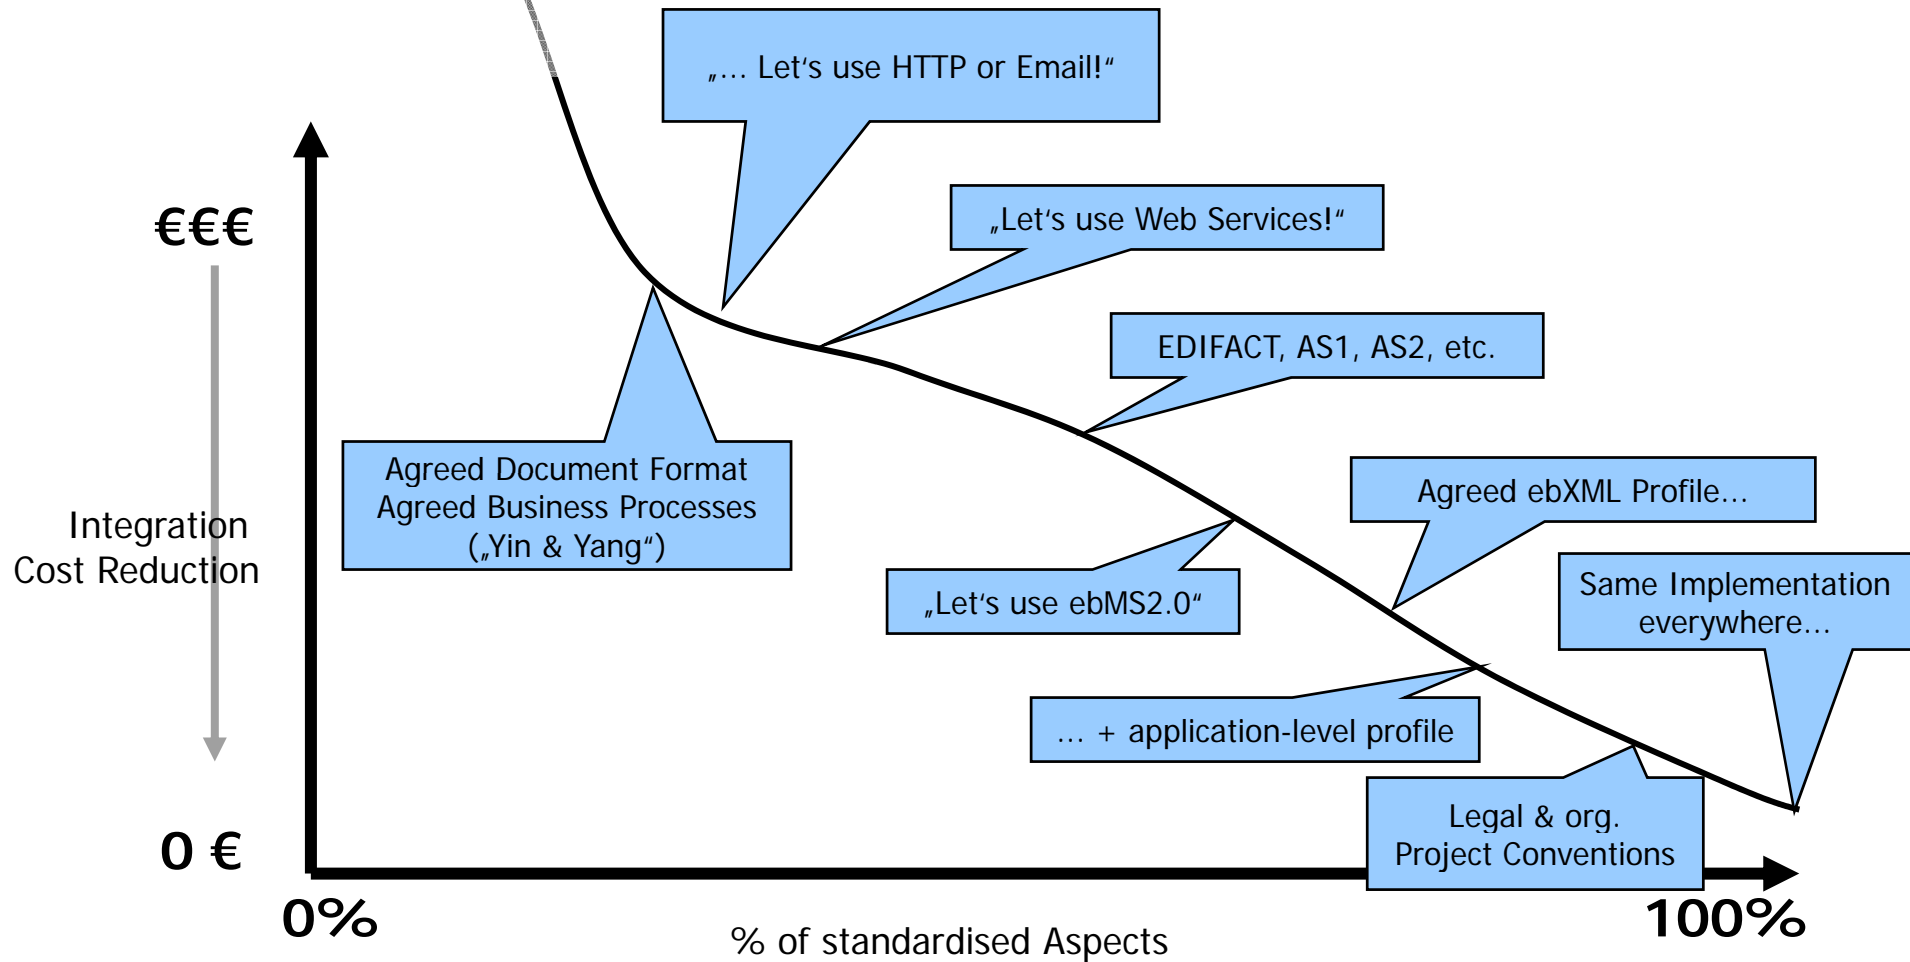 „… Let‘s use HTTP or Email!“
€€€
„Let‘s use Web Services!“
EDIFACT, AS1, AS2, etc.
Agreed Document Format
Agreed Business Processes
(„Yin & Yang“)
Agreed ebXML Profile…
Integration
Cost Reduction
„Let‘s use ebMS2.0“
Same Implementation
everywhere…
… + application-level profile
Legal & org.
Project Conventions
0 €
0%
% of standardised Aspects
100%